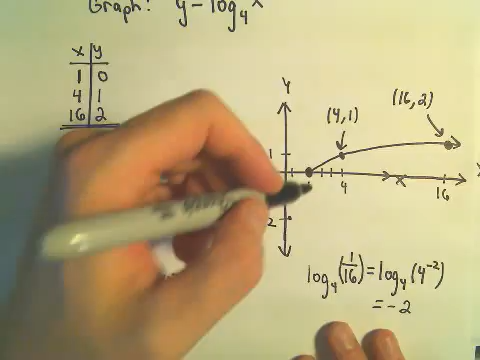 Graph: y = log₄x
x y
1 0
4 1
16 2
y
(16,2)
(4,1)
1
4
16
x
2
log₄(1/16) = log₄(4⁻²)
= -2